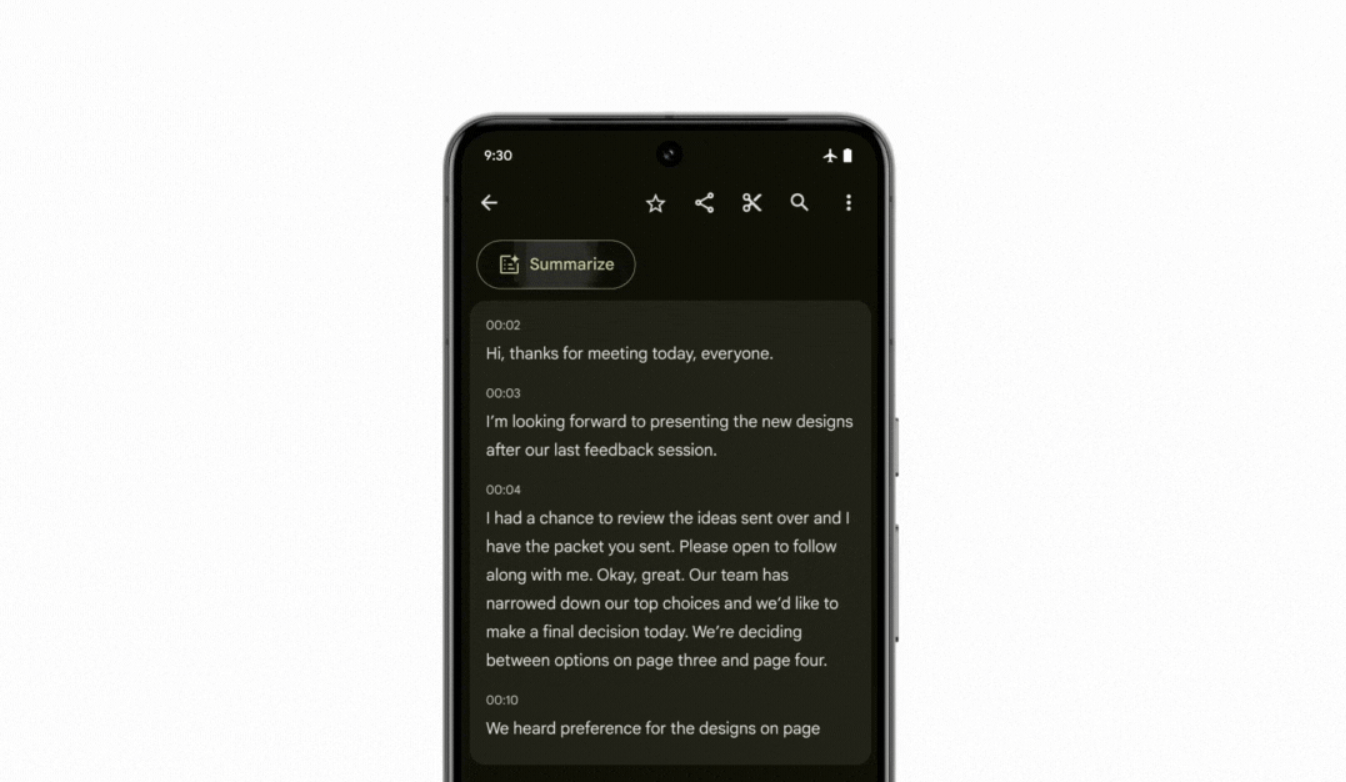 9:30
Summarize
00:02
Hi, thanks for meeting today, everyone.
00:03
I'm looking forward to presenting the new designs
after our last feedback session.
00:04
I had a chance to review the ideas sent over and I
have the packet you sent. Please open to follow
along with me. Okay, great. Our team has
narrowed down our top choices and we'd like to
make a final decision today. We're deciding
between options on page three and page four.
00:10
We heard preference for the designs on page